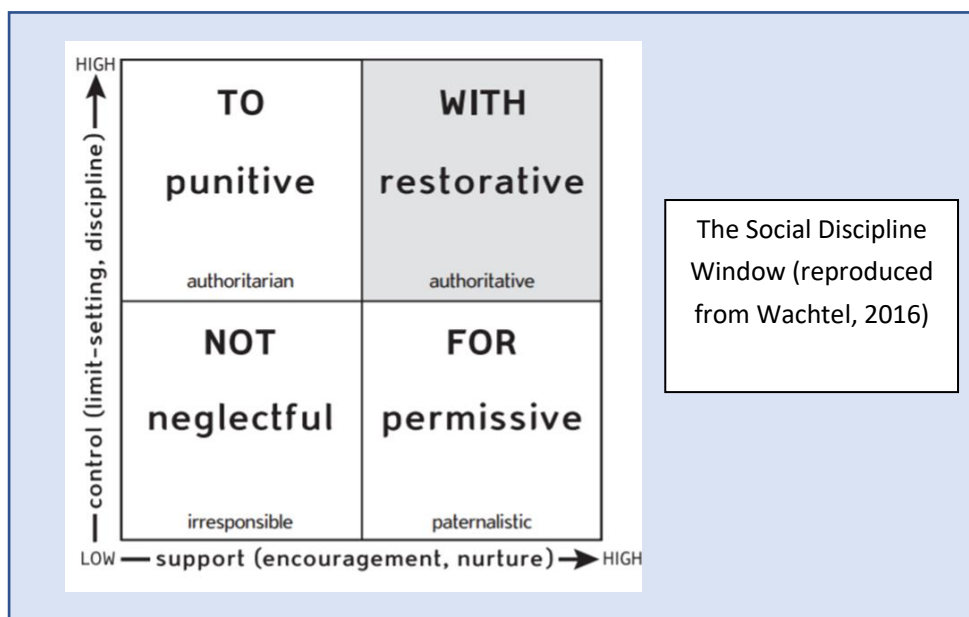 HIGH
TO
punitive
authoritarian
WITH
restorative
authoritative
NOT
neglectful
irresponsible
FOR
permissive
paternalistic
control (limit-setting, discipline)
LOW
support (encouragement, nurture)
HIGH
The Social Discipline
Window (reproduced
from Wachtel, 2016)